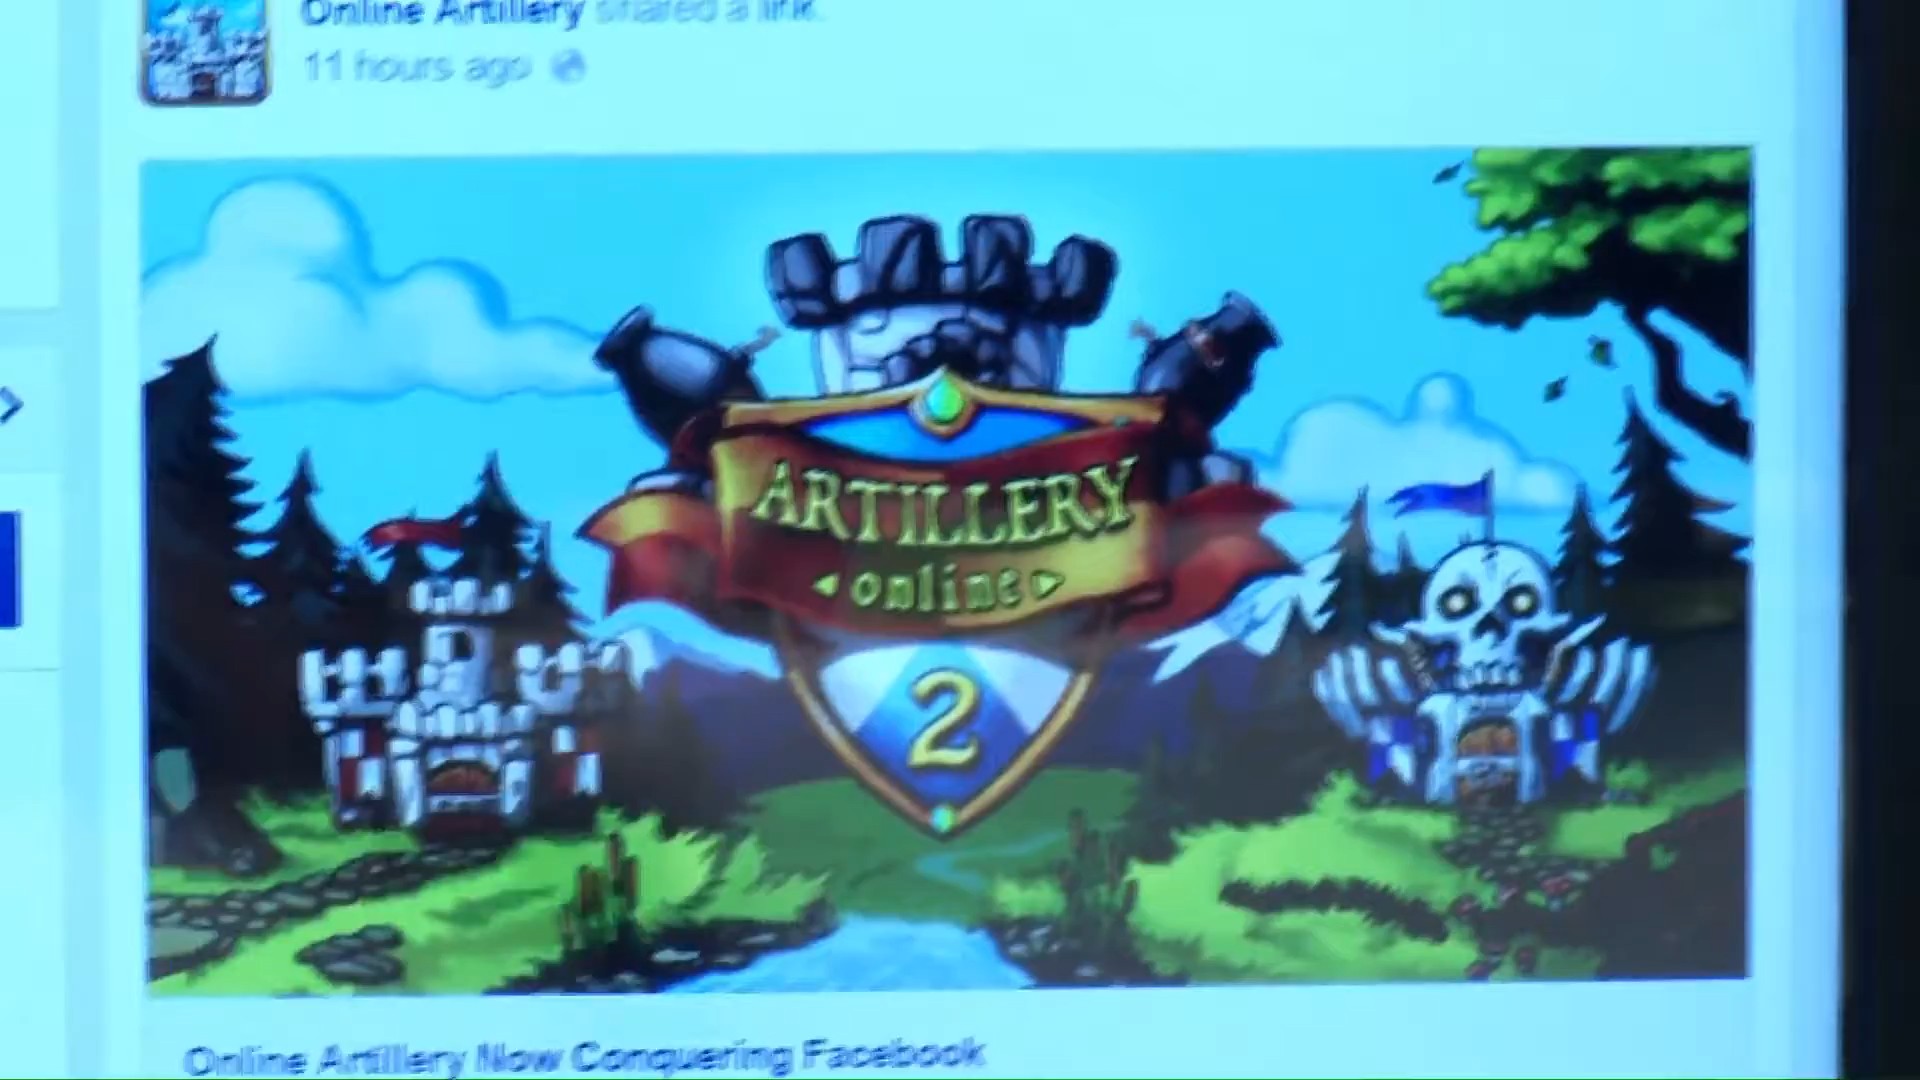 Online Artillery shared a link.
11 hours ago
ARTILLERY
online
2
Online Artillery Now Conquering Facebook